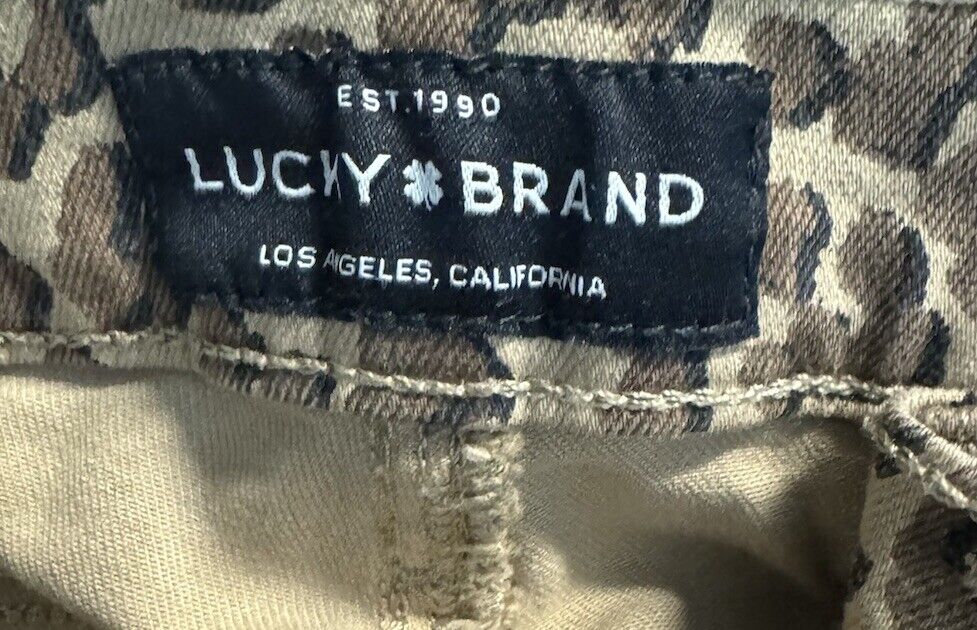 EST. 1990
LUCKY BRAND
LOS ANGELES, CALIFORNIA